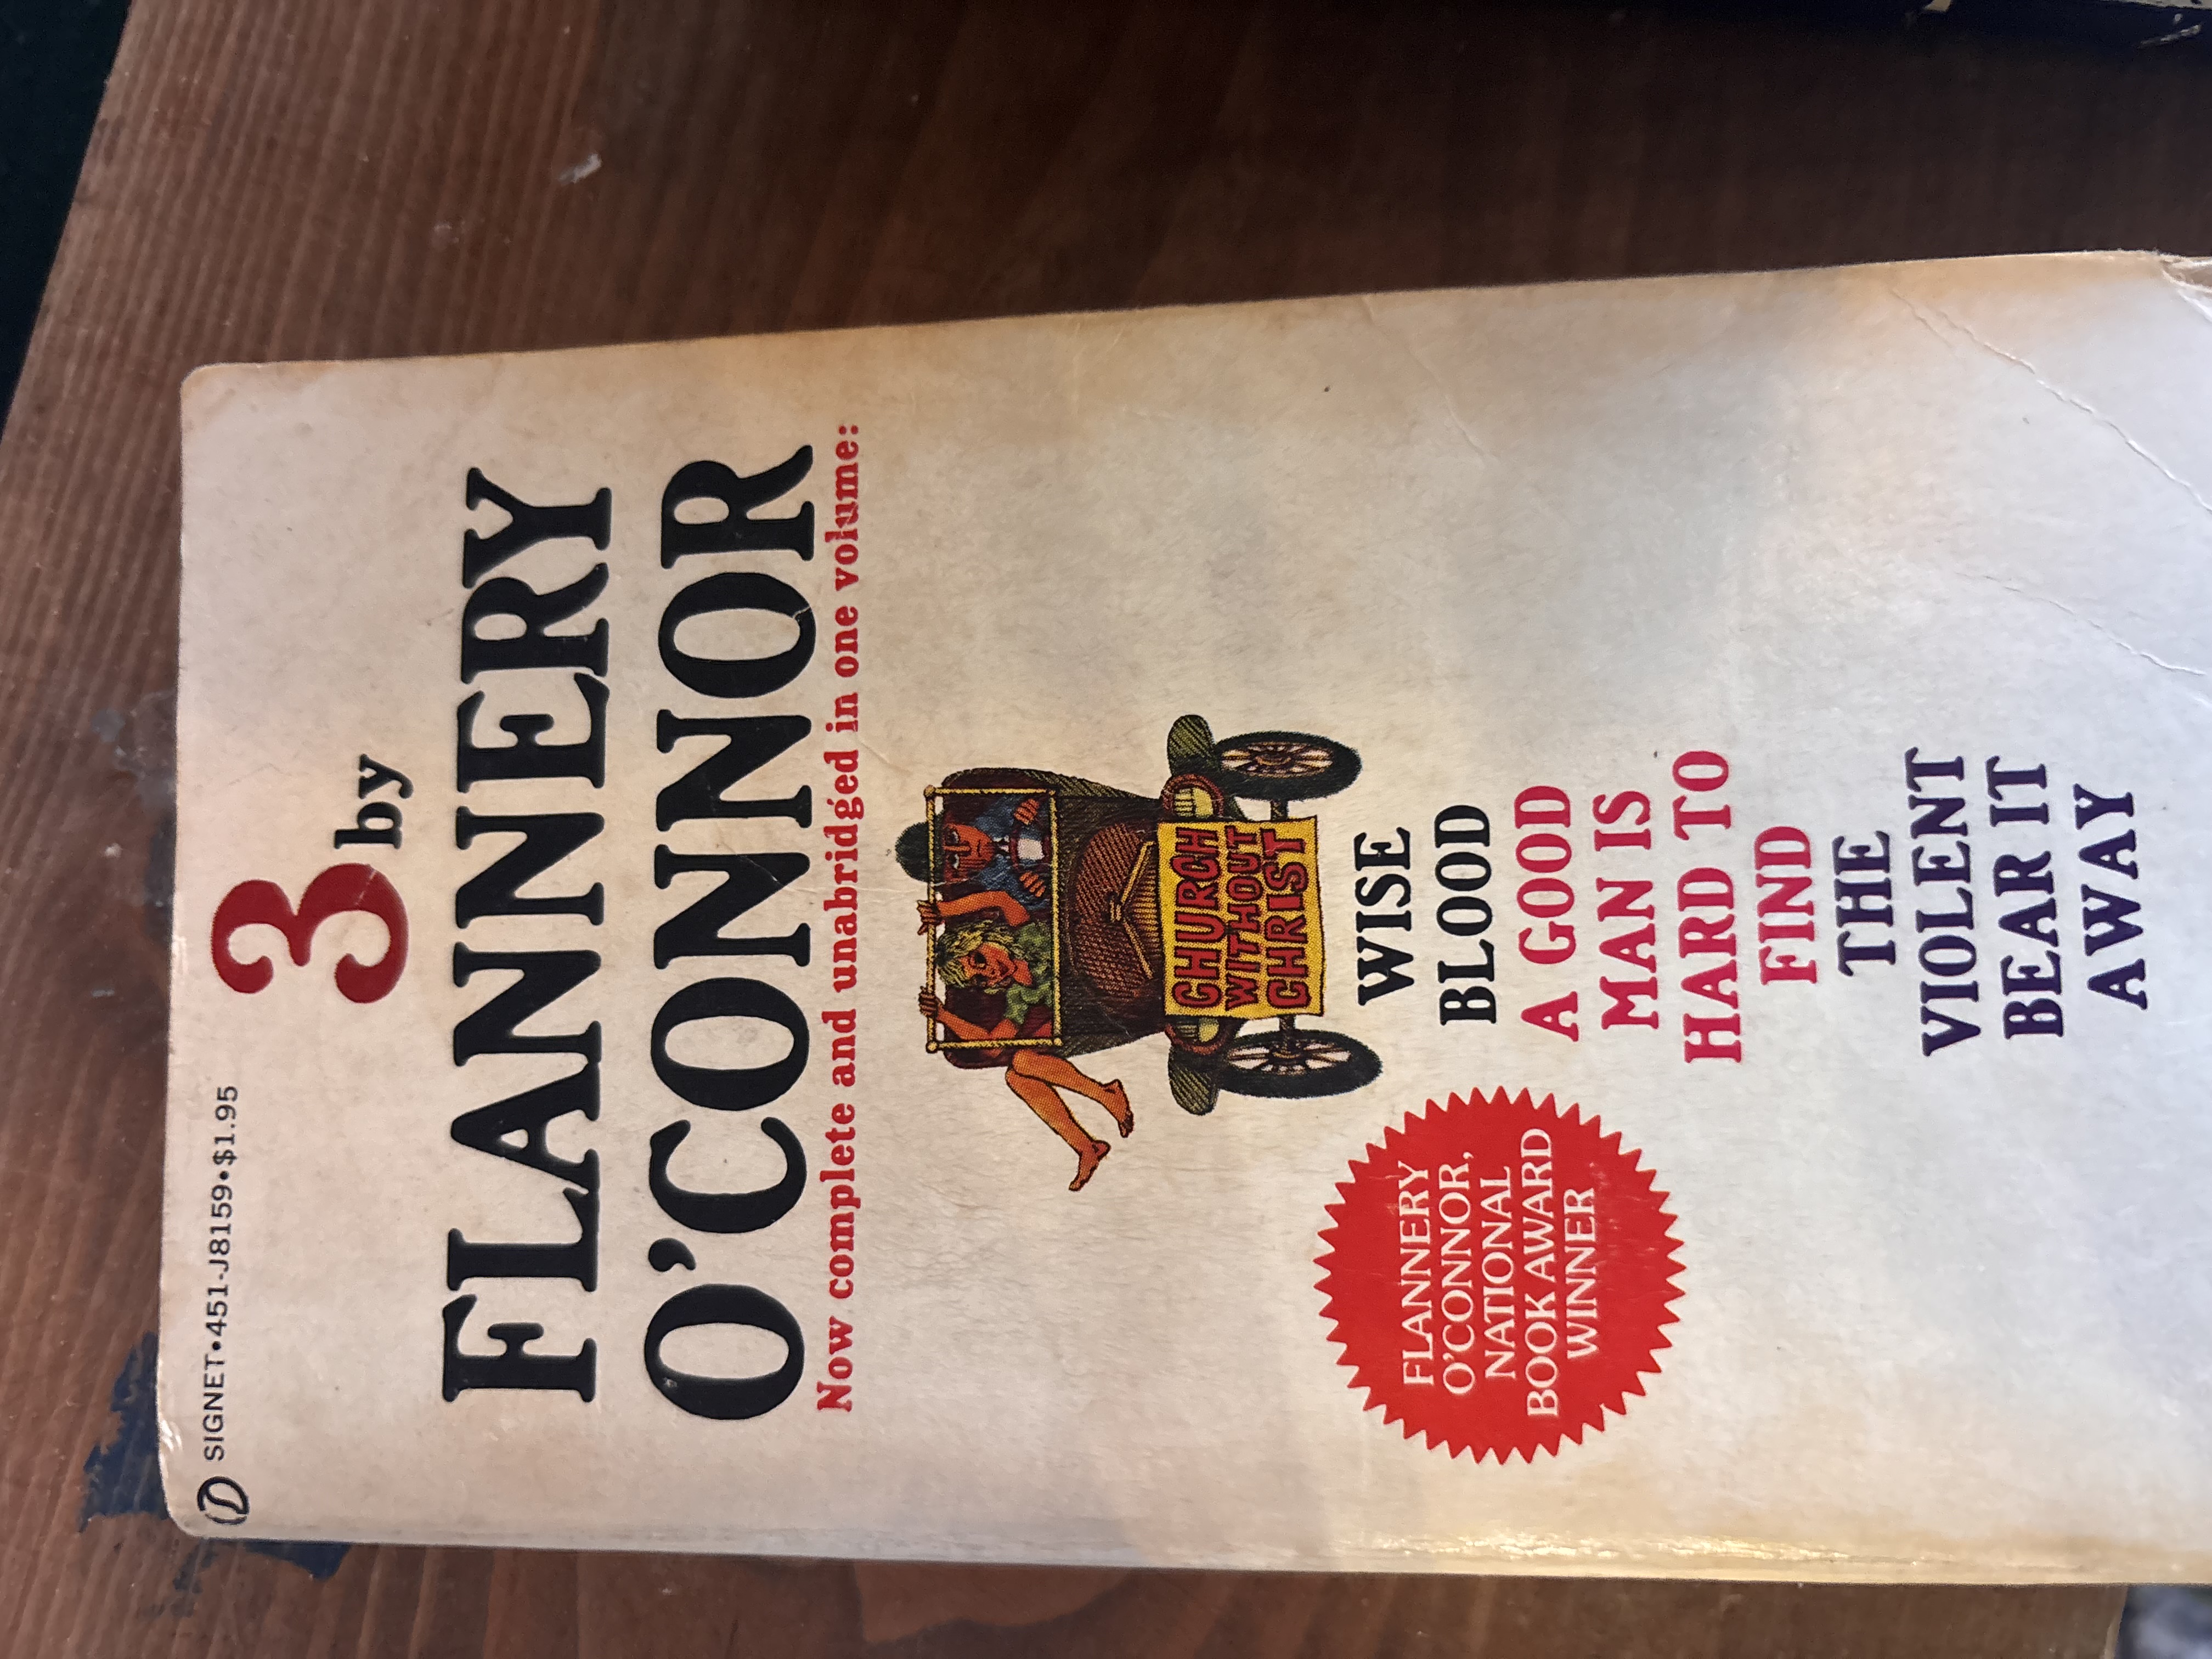 SIGNET•451-J8159•$1.95
3 by
FLANNERY
O'CONNOR
Now complete and unabridged in one volume:
CHURCH
WITHOUT
CHRIST
WISE
BLOOD
A GOOD
MAN IS
HARD TO
FIND
THE
VIOLENT
BEAR IT
AWAY
FLANNERY
O'CONNOR,
NATIONAL
BOOK AWARD
WINNER